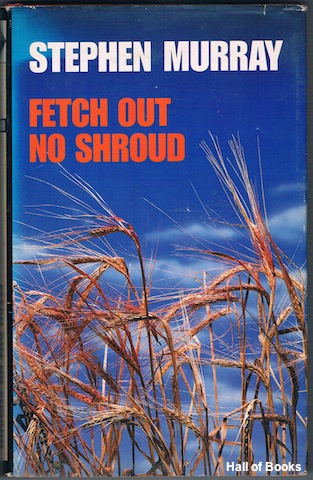 STEPHEN MURRAY
FETCH OUT
NO SHROUD
Hall of Books